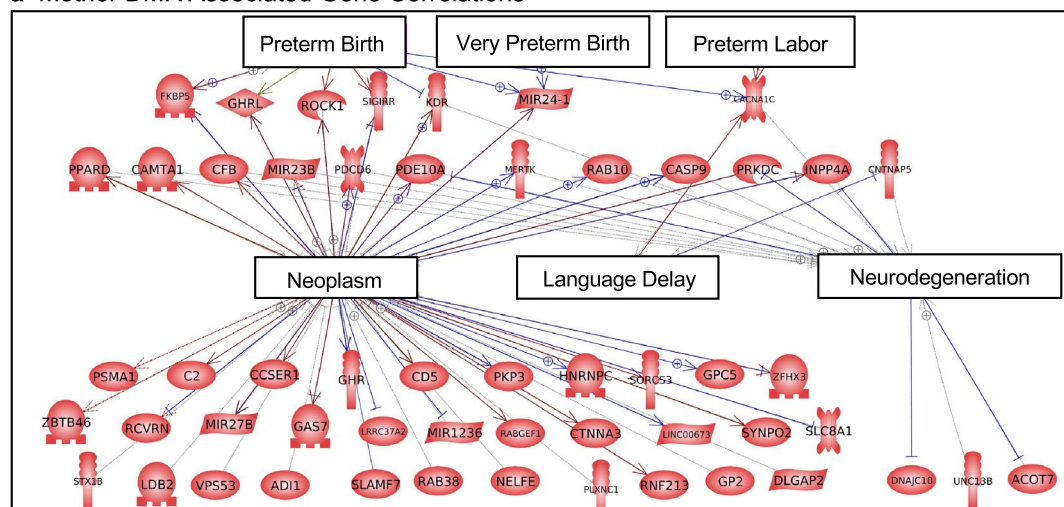 a Mother DMR Associated Gene Correlations
Preterm Birth Very Preterm Birth Preterm Labor
FKBP5 GHRL ROCK1 SIGIRR KDR MIR24-1 CACNA1C
PPARD CAMTA1 CFB MIR23B PDCD6 PDE10A MERTK RAB10 CASP9 PRKDC INPP4A CNTNAP5
Neoplasm Language Delay Neurodegeneration
PSMA1 C2 CCSER1 GHR CD5 PKP3 HNRNPC SORCS3 GPC5 ZFHX3
ZBTB46 RCVRN MIR27B GAS7 LRRC37A2 MIR1236 RABGEF1 CTNNA3 LINC00673 SYNPO2 SLC8A1
STX1B LDB2 VPS53 ADI1 SLAMF7 RAB38 NELFE PLXNC1 RNF213 GP2 DLGAP2 DNAJC10 UNC13B ACOT7